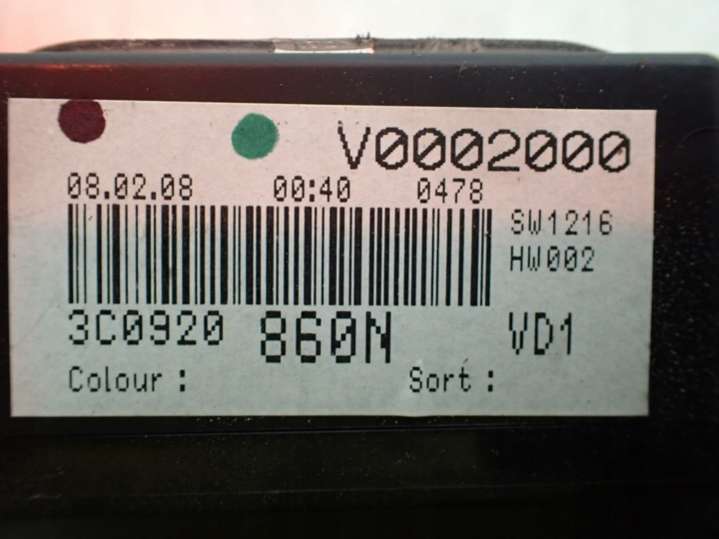 V0002000
08.02.08 00:40 0478
SW1216
HW002
3C0920 860N VD1
Colour : Sort :